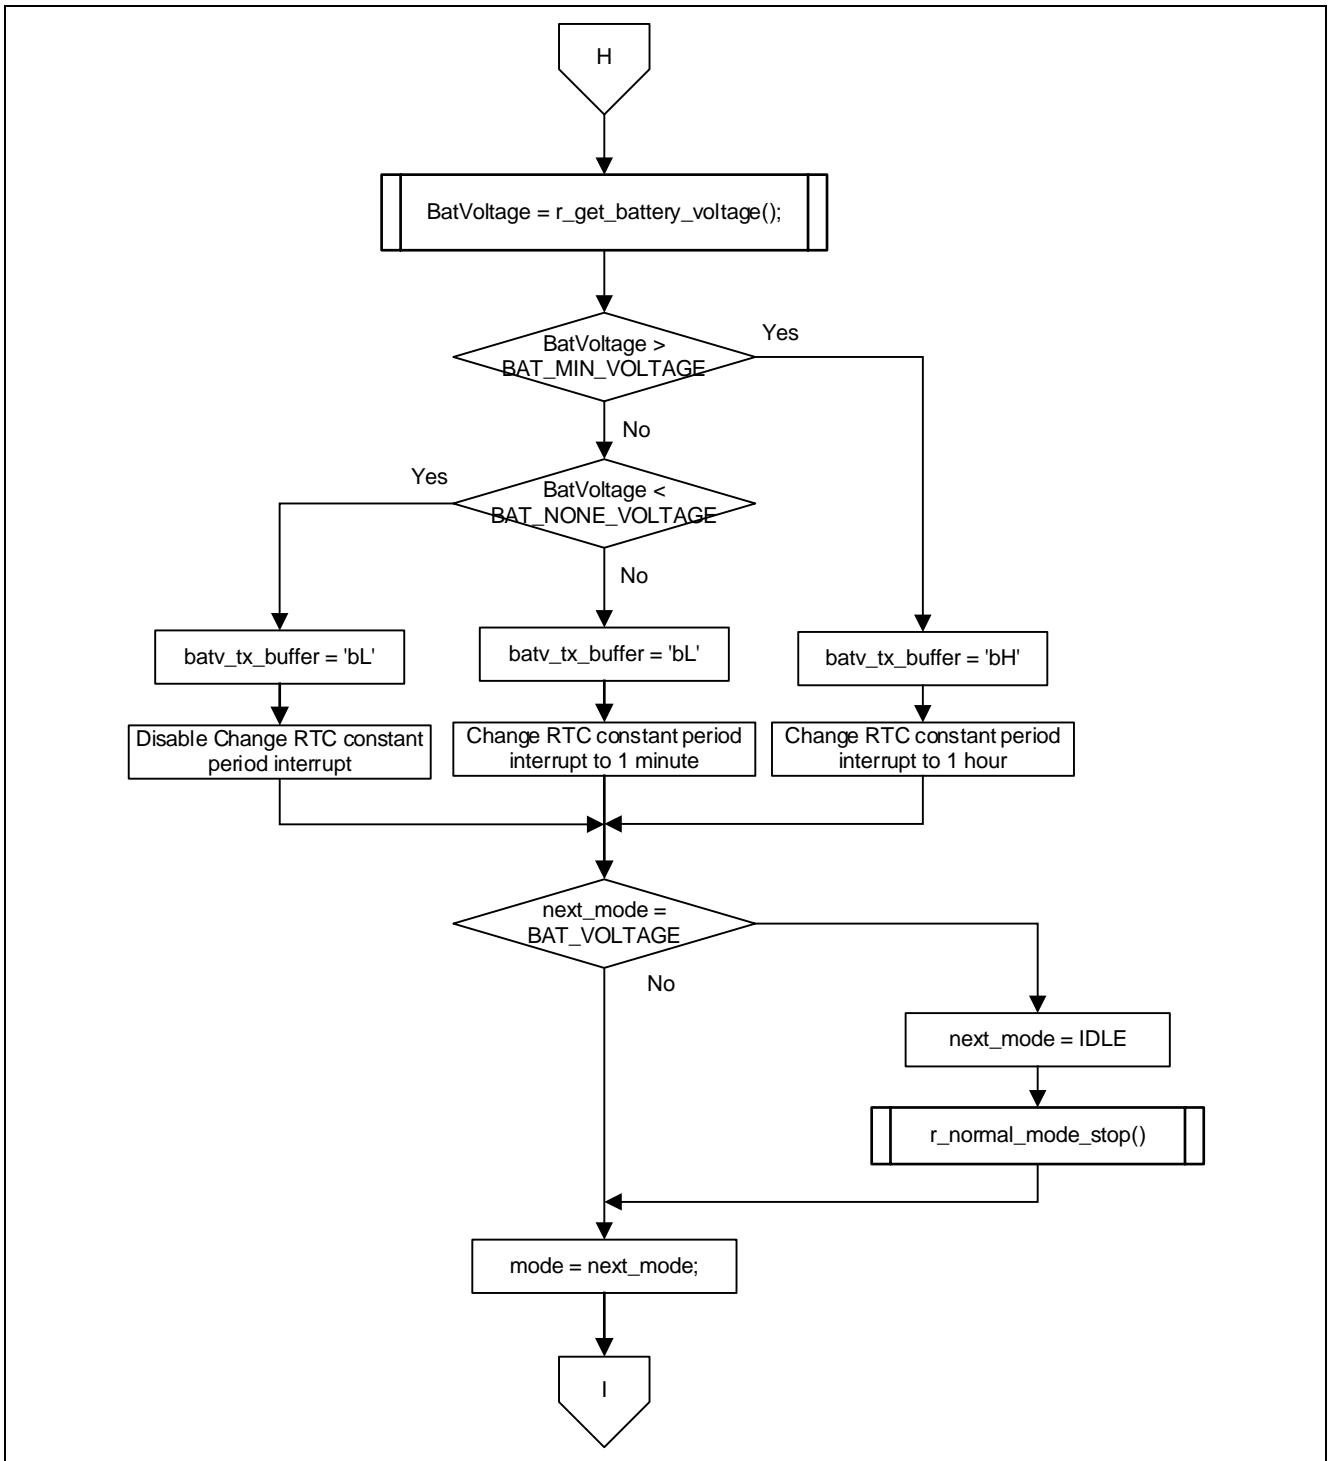 H
BatVoltage = r_get_battery_voltage();
BatVoltage >
BAT_MIN_VOLTAGE
Yes
No
BatVoltage <
BAT_NONE_VOLTAGE
Yes
No
batv_tx_buffer = 'bL'
batv_tx_buffer = 'bL'
batv_tx_buffer = 'bH'
Disable Change RTC constant
period interrupt
Change RTC constant period
interrupt to 1 minute
Change RTC constant period
interrupt to 1 hour
next_mode =
BAT_VOLTAGE
No
next_mode = IDLE
r_normal_mode_stop()
mode = next_mode;
I